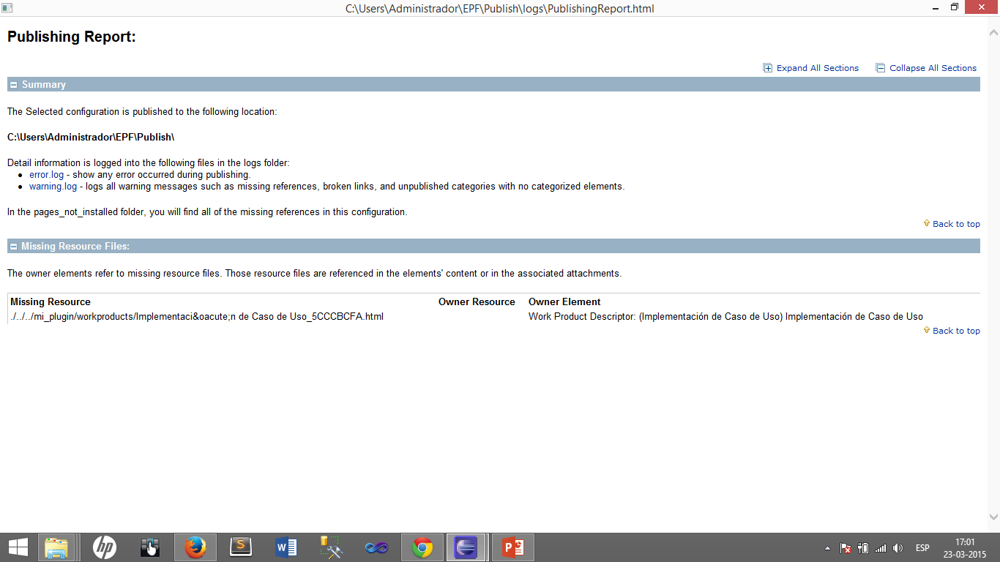 C:\Users\Administrador\EPF\Publish\logs\PublishingReport.html
Publishing Report:
Expand All Sections Collapse All Sections
Summary
The Selected configuration is published to the following location:
C:\Users\Administrador\EPF\Publish\
Detail information is logged into the following files in the logs folder:
• error.log - show any error occurred during publishing.
• warning.log - logs all warning messages such as missing references, broken links, and unpublished categories with no categorized elements.
In the pages_not_installed folder, you will find all of the missing references in this configuration.
Back to top
Missing Resource Files:
The owner elements refer to missing resource files. Those resource files are referenced in the elements' content or in the associated attachments.
Missing Resource Owner Resource Owner Element
./../../mi_plugin/workproducts/Implementaci&oacute;n de Caso de Uso_5CCCBCFA.html Work Product Descriptor: (Implementación de Caso de Uso) Implementación de Caso de Uso
Back to top
hp S W P ESP 17:01
23-03-2015